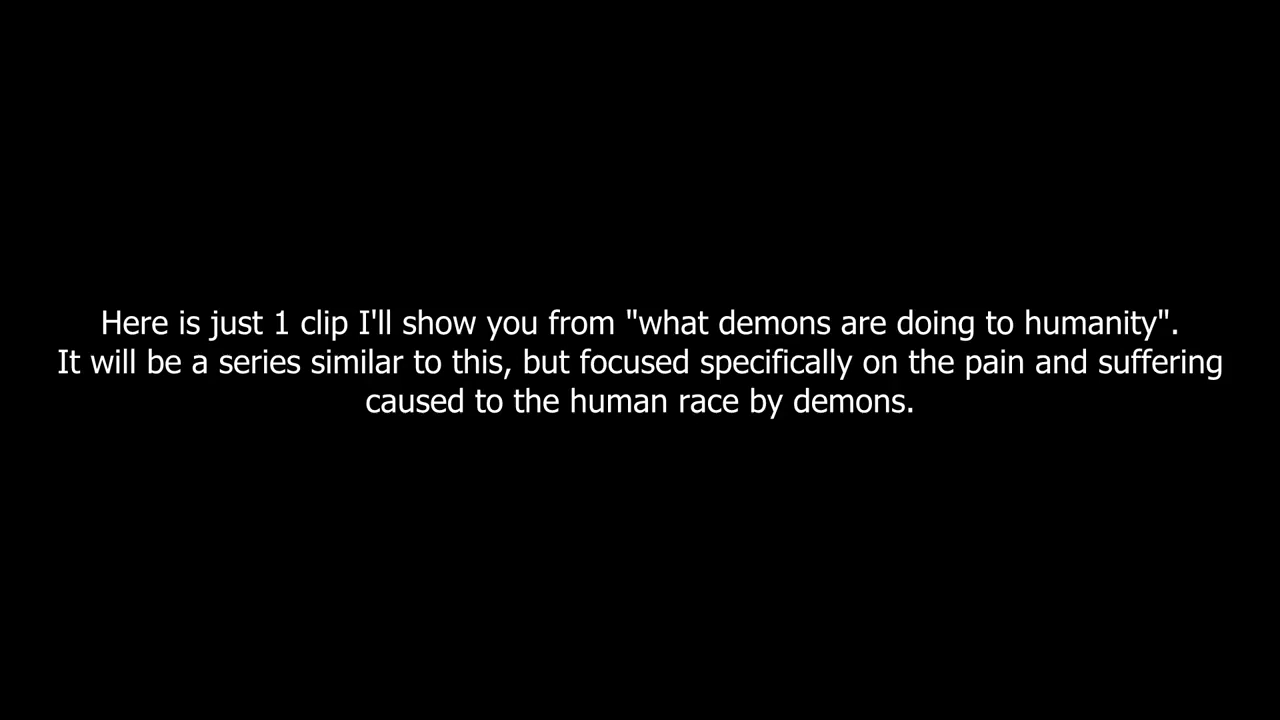 Here is just 1 clip I'll show you from "what demons are doing to humanity".
It will be a series similar to this, but focused specifically on the pain and suffering
caused to the human race by demons.